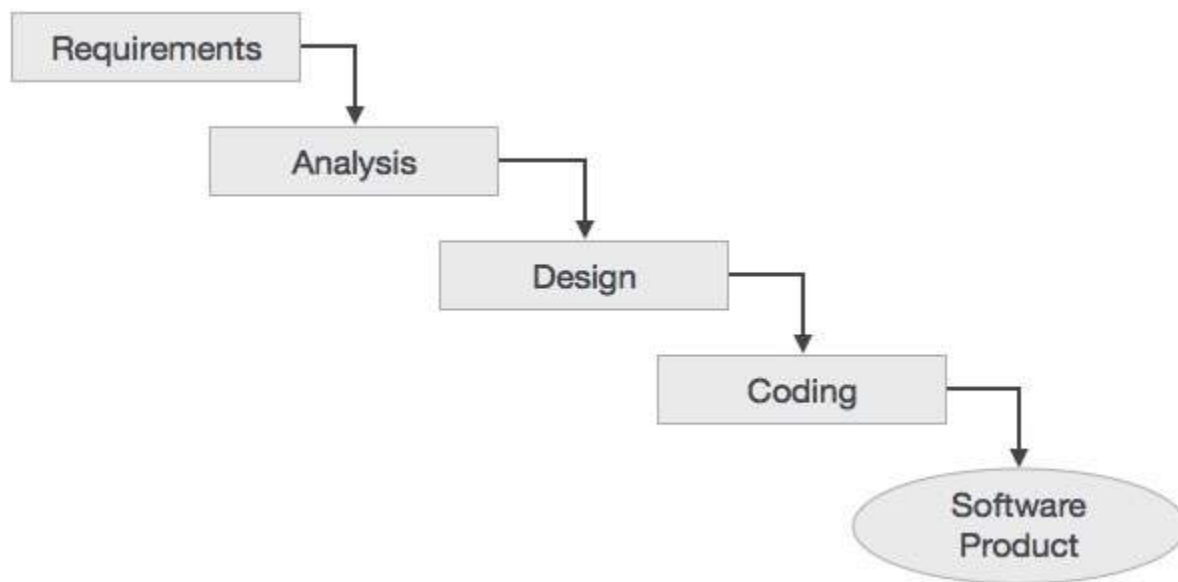 Requirements
Analysis
Design
Coding
Software
Product